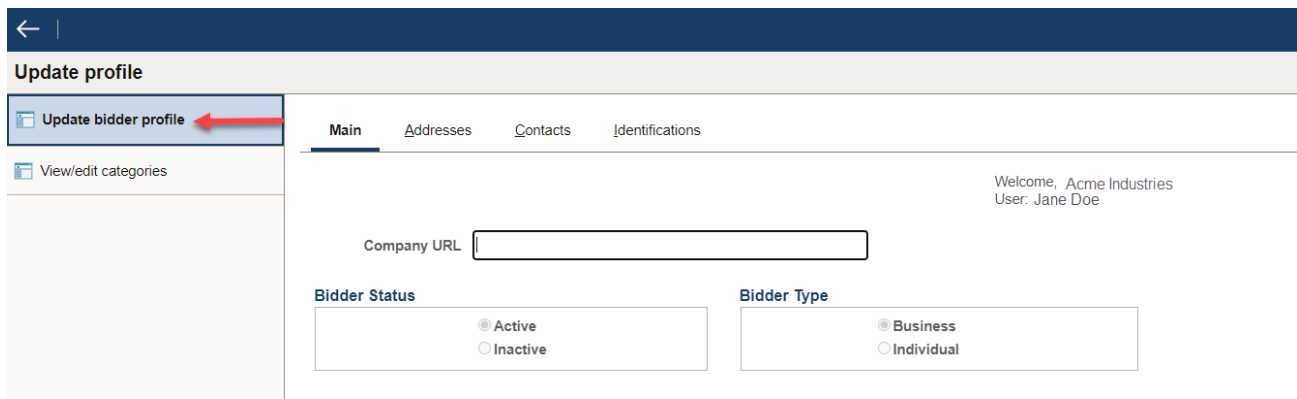 Update profile
Update bidder profile
View/edit categories
Main Addresses Contacts Identifications
Welcome, Acme Industries
User: Jane Doe
Company URL
Bidder Status
Active
Inactive
Bidder Type
Business
Individual